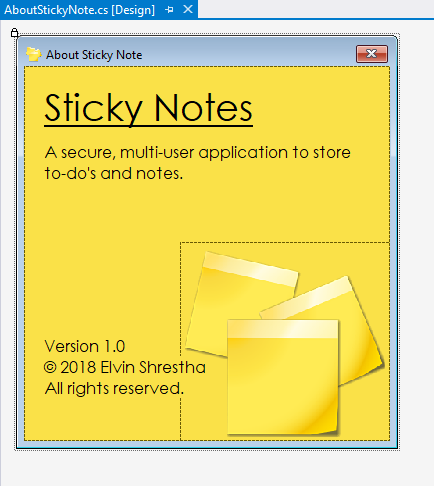 AboutStickyNote.cs [Design]
About Sticky Note
Sticky Notes
A secure, multi-user application to store
to-do's and notes.
Version 1.0
© 2018 Elvin Shrestha
All rights reserved.